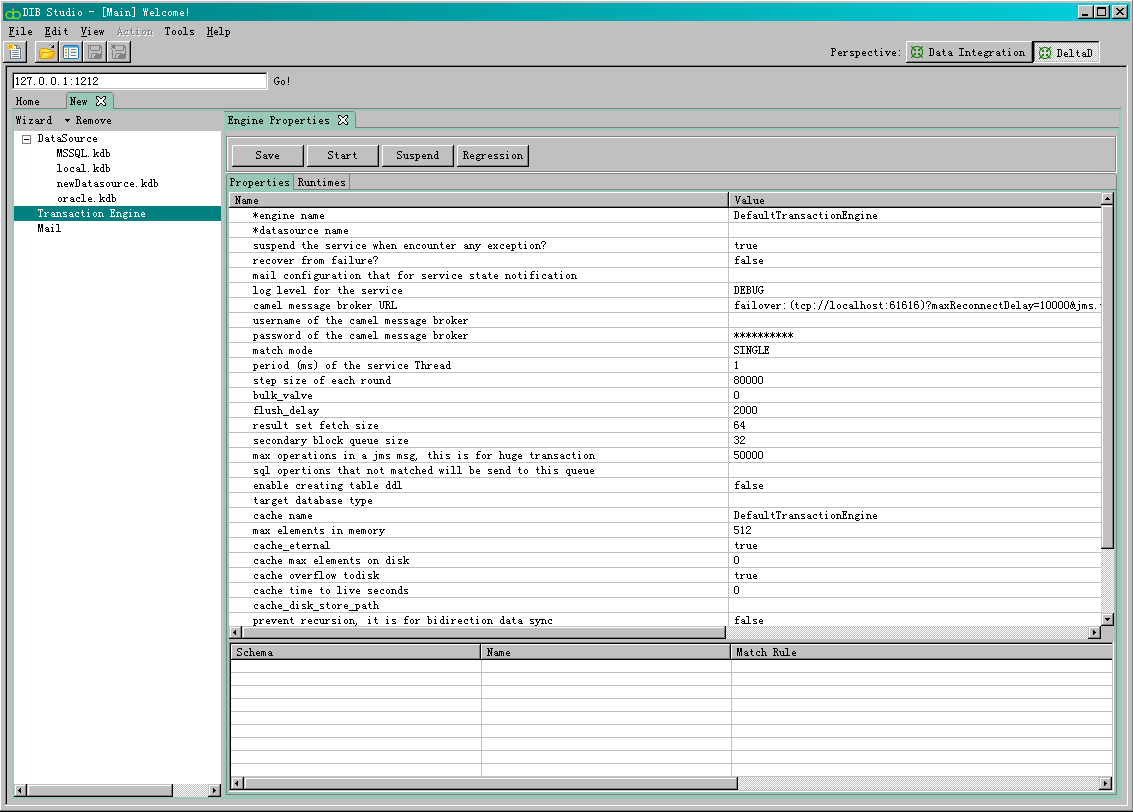 DIB Studio - [Main] Welcome!
File Edit View Action Tools Help
Perspective: Data Integration DeltaD
127.0.0.1:1212 Go!
Home New
Wizard Remove
DataSource
MSSQL.kdb
local.kdb
newDatasource.kdb
oracle.kdb
Transaction Engine
Mail
Engine Properties
Save Start Suspend Regression
Properties Runtimes
Name Value
*engine name DefaultTransactionEngine
*datasource name
suspend the service when encounter any exception? true
recover from failure? false
mail configuration that for service state notification
log level for the service DEBUG
camel message broker URL failover:(tcp://localhost:61616)?maxReconnectDelay=10000&jms.
username of the camel message broker
password of the camel message broker **********
match mode SINGLE
period (ms) of the service Thread 1
step size of each round 80000
bulk_valve 0
flush_delay 2000
result set fetch size 64
secondary block queue size 32
max operations in a jms msg, this is for huge transaction 50000
sql opertions that not matched will be send to this queue
enable creating table ddl false
target database type
cache name DefaultTransactionEngine
max elements in memory 512
cache_eternal true
cache max elements on disk 0
cache overflow todisk true
cache time to live seconds 0
cache_disk_store_path
prevent recursion, it is for bidirection data sync false
Schema Name Match Rule